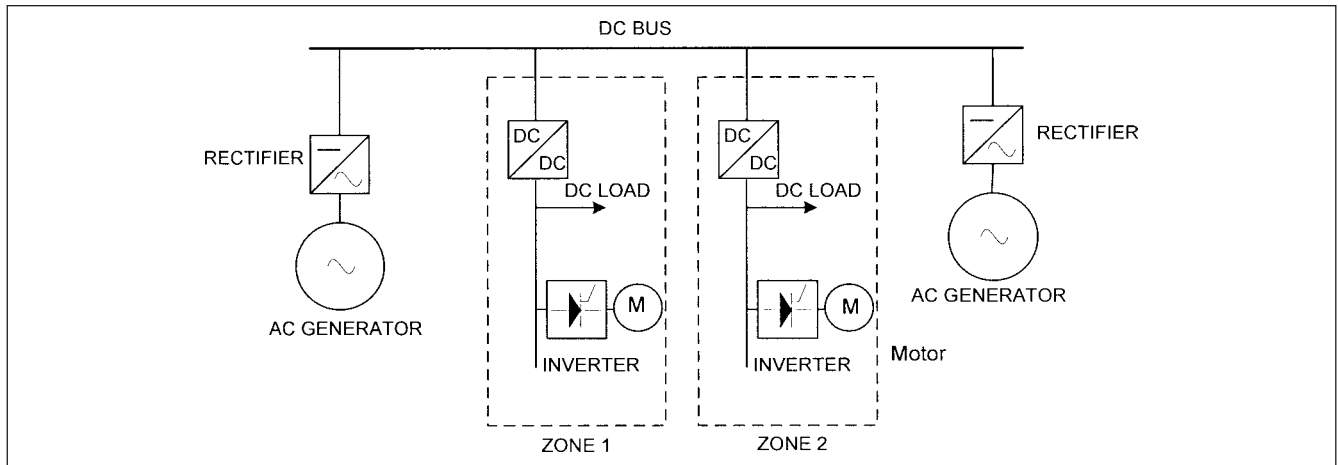 DC BUS
RECTIFIER
AC GENERATOR
DC
DC
DC LOAD
M
INVERTER
ZONE 1
DC
DC
DC LOAD
M
INVERTER
Motor
ZONE 2
RECTIFIER
AC GENERATOR